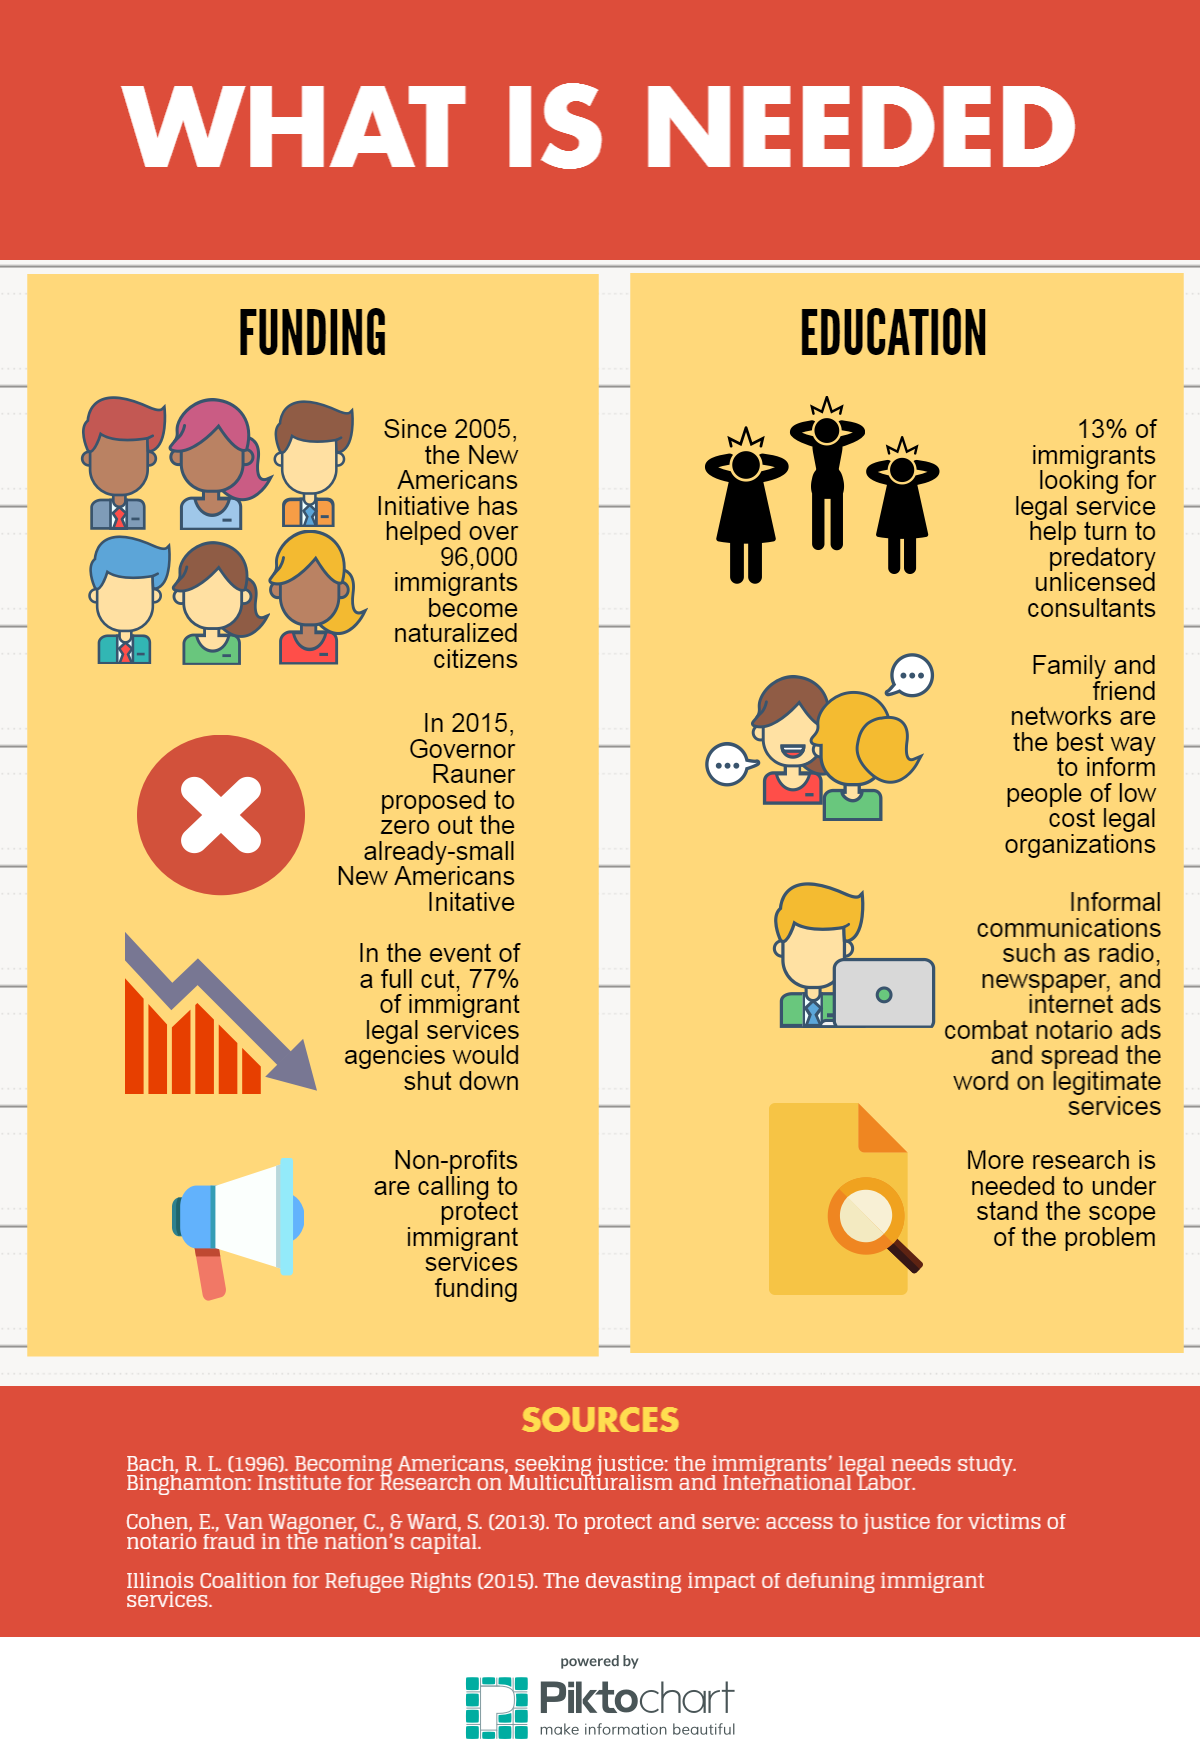 WHAT IS NEEDED
FUNDING
Since 2005,
the New
Americans
Initiative has
helped over
96,000
immigrants
become
naturalized
citizens
In 2015,
Governor
Rauner
proposed to
zero out the
already-small
New Americans
Initative
In the event of
a full cut, 77%
of immigrant
legal services
agencies would
shut down
Non-profits
are calling to
protect
immigrant
services
funding
EDUCATION
13% of
immigrants
looking for
legal service
help turn to
predatory
unlicensed
consultants
Family and
friend
networks are
the best way
to inform
people of low
cost legal
organizations
Informal
communications
such as radio,
newspaper, and
internet ads
combat notario ads
and spread the
word on legitimate
services
More research is
needed to under
stand the scope
of the problem
SOURCES
Bach, R. L. (1996). Becoming Americans, seeking justice: the immigrants' legal needs study.
Binghamton: Institute for Research on Multiculturalism and International Labor.
Cohen, E., Van Wagoner, C., & Ward, S. (2013). To protect and serve: access to justice for victims of
notario fraud in the nation's capital.
Illinois Coalition for Refugee Rights (2015). The devasting impact of defuning immigrant
services.
powered by
Piktochart
make information beautiful